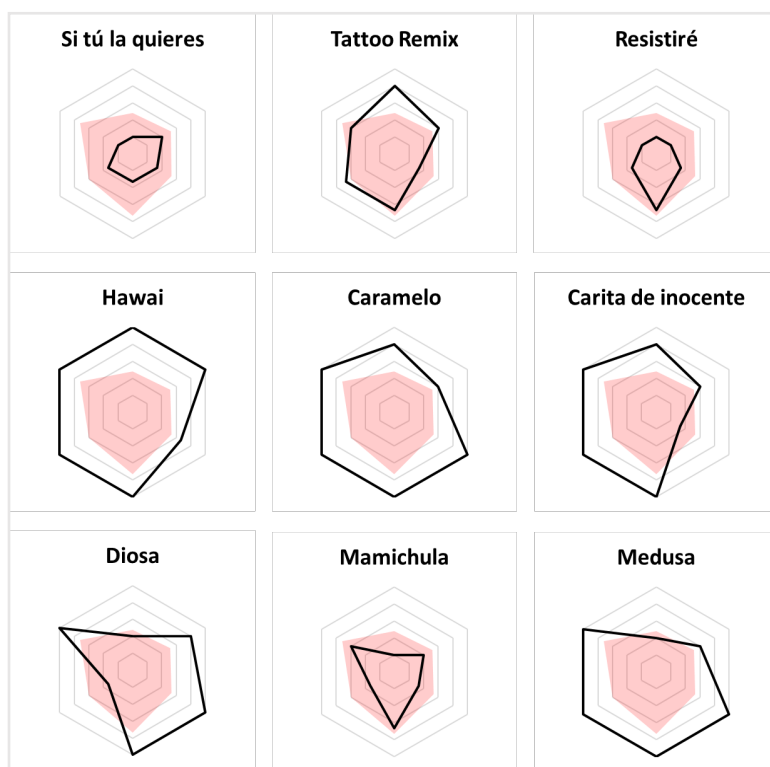 Si tú la quieres
Tattoo Remix
Resistiré
Hawai
Caramelo
Carita de inocente
Diosa
Mamichula
Medusa